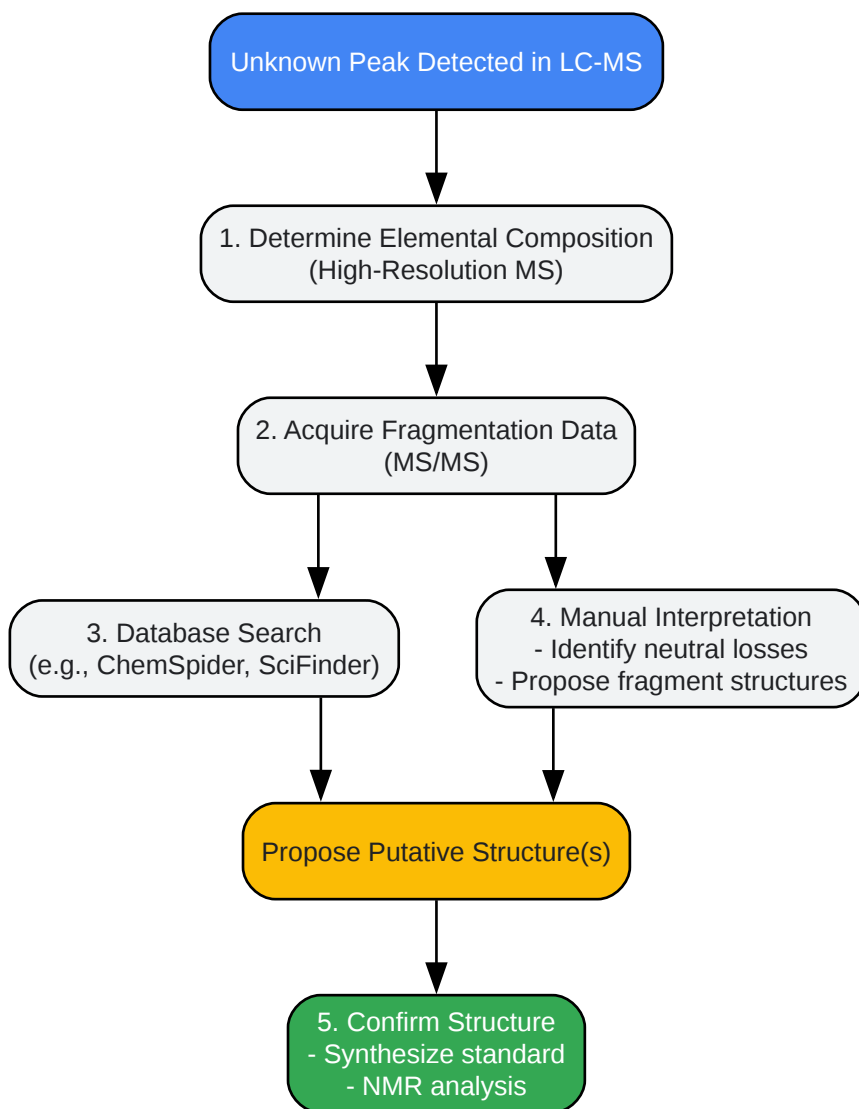 Unknown Peak Detected in LC-MS
1. Determine Elemental Composition
(High-Resolution MS)
2. Acquire Fragmentation Data
(MS/MS)
3. Database Search
(e.g., ChemSpider, SciFinder)
4. Manual Interpretation
- Identify neutral losses
- Propose fragment structures
Propose Putative Structure(s)
5. Confirm Structure
- Synthesize standard
- NMR analysis